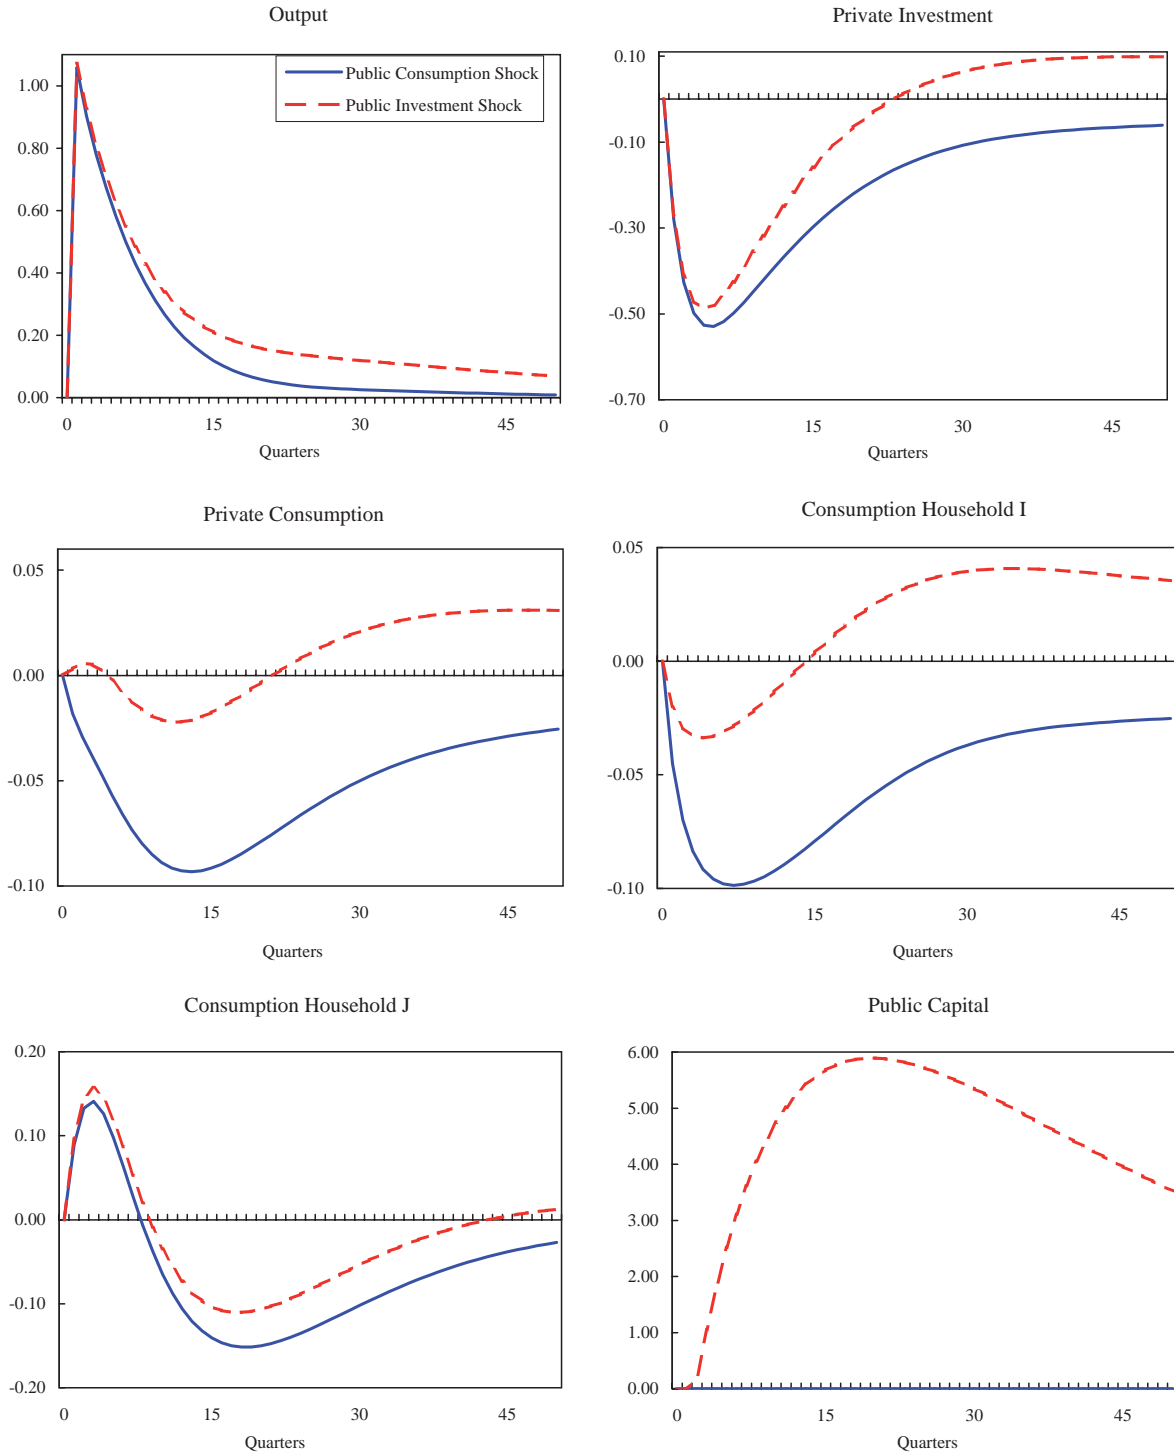 Output
1.00
0.80
0.60
0.40
0.20
0.00
0 15 30 45
Quarters
Public Consumption Shock
Public Investment Shock
Private Investment
0.10
-0.10
-0.30
-0.50
-0.70
0 15 30 45
Quarters
Private Consumption
0.05
0.00
-0.05
-0.10
0 15 30 45
Quarters
Consumption Household I
0.05
0.00
-0.05
-0.10
0 15 30 45
Quarters
Consumption Household J
0.20
0.10
0.00
-0.10
-0.20
0 15 30 45
Quarters
Public Capital
6.00
5.00
4.00
3.00
2.00
1.00
0.00
0 15 30 45
Quarters